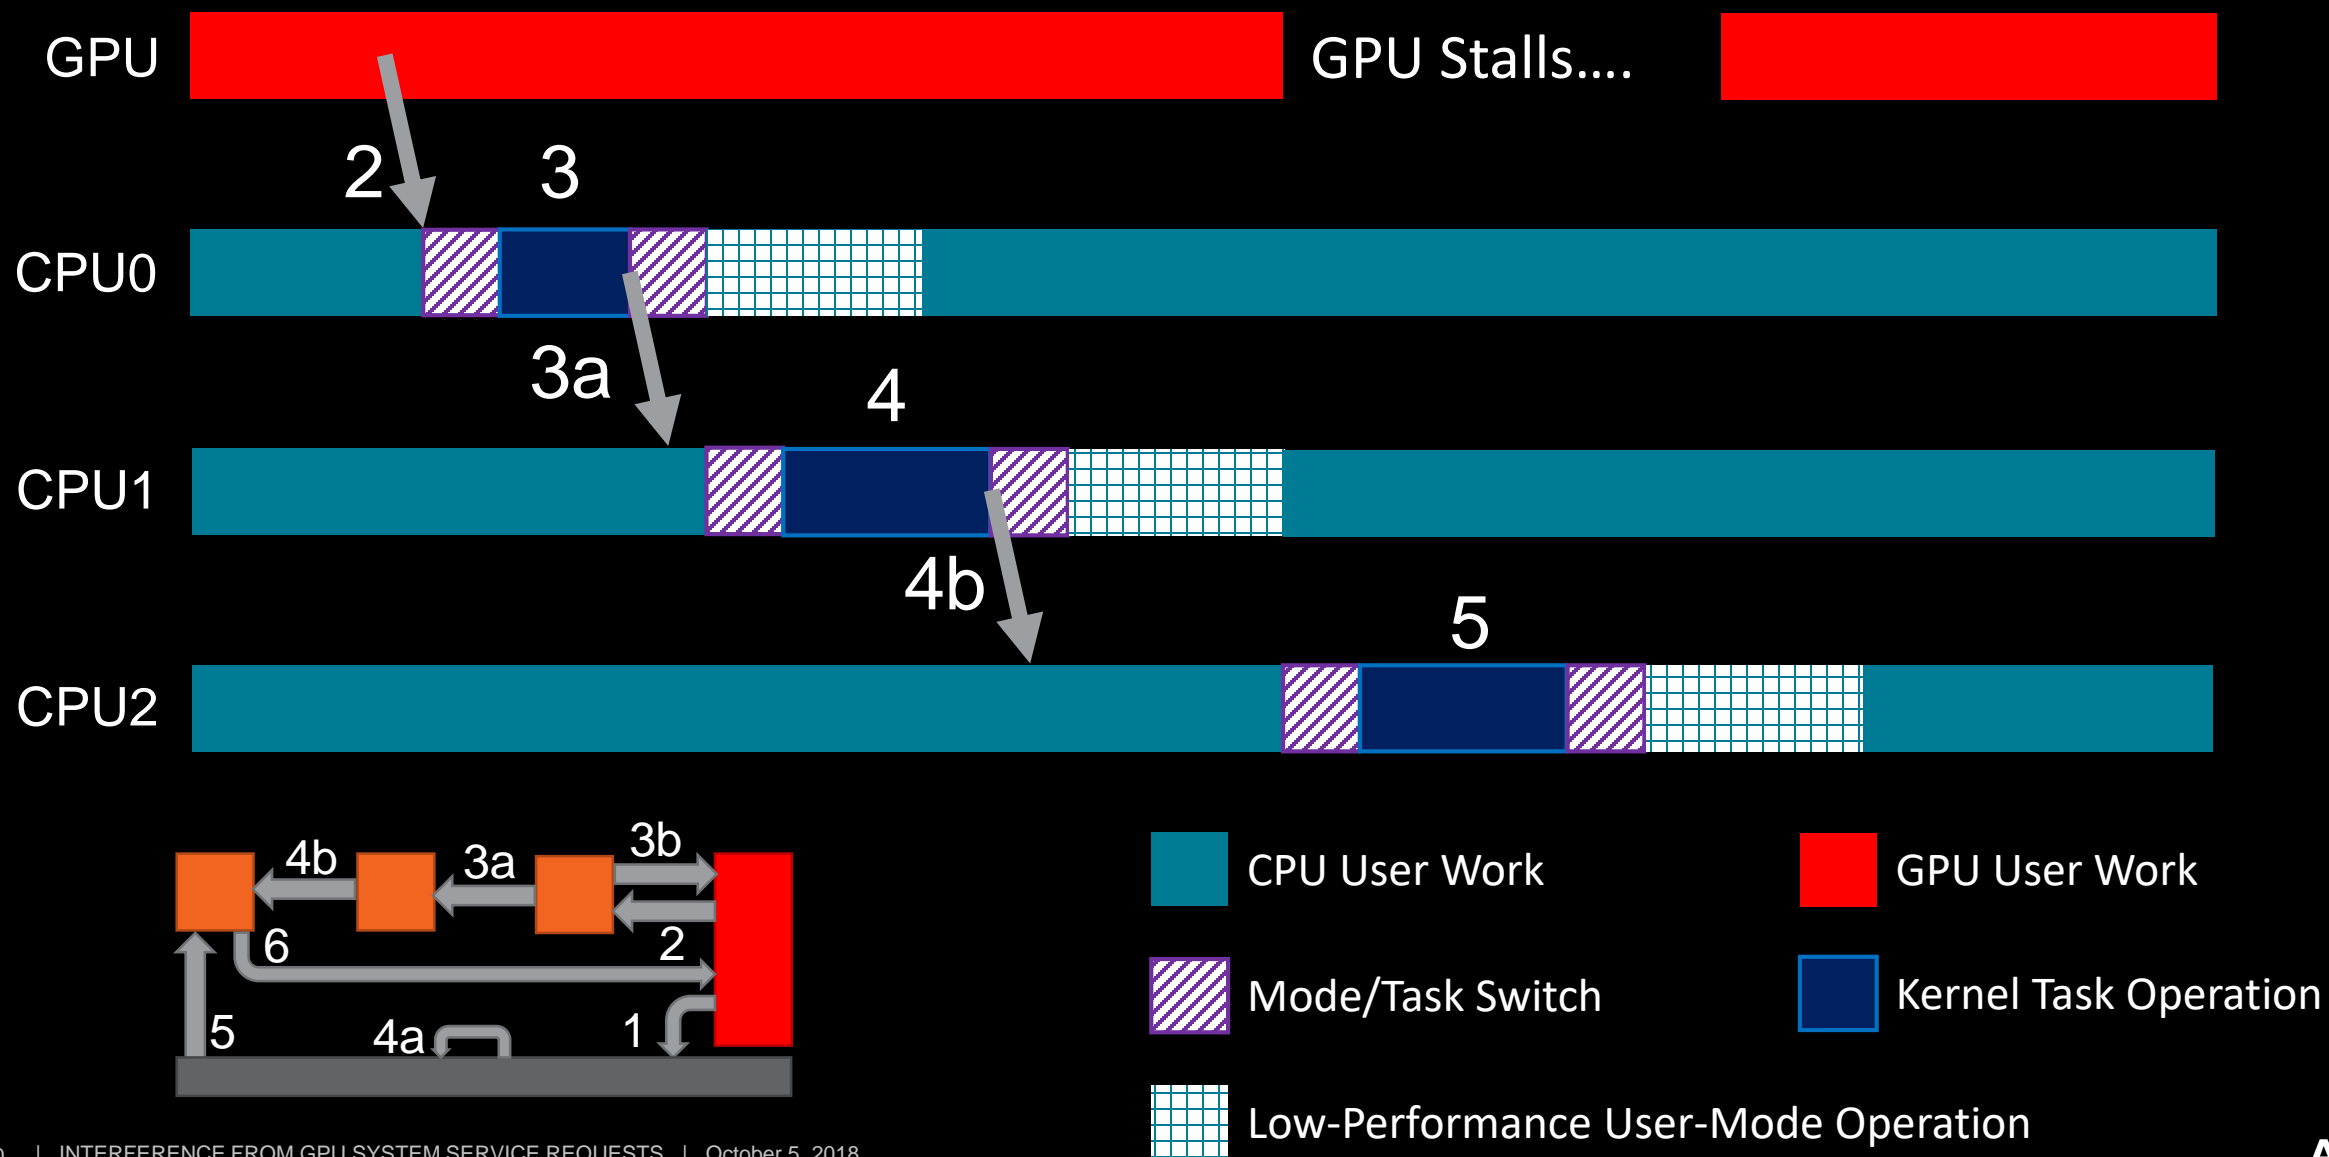 GPU
GPU Stalls....
2
3
CPU0
3a
4
CPU1
4b
5
CPU2
3b
4b
3a
6
2
5
4a
1
CPU User Work
GPU User Work
Mode/Task Switch
Kernel Task Operation
Low-Performance User-Mode Operation
| INTERFERENCE FROM GPU SYSTEM SERVICE REQUESTS | October 5, 2018